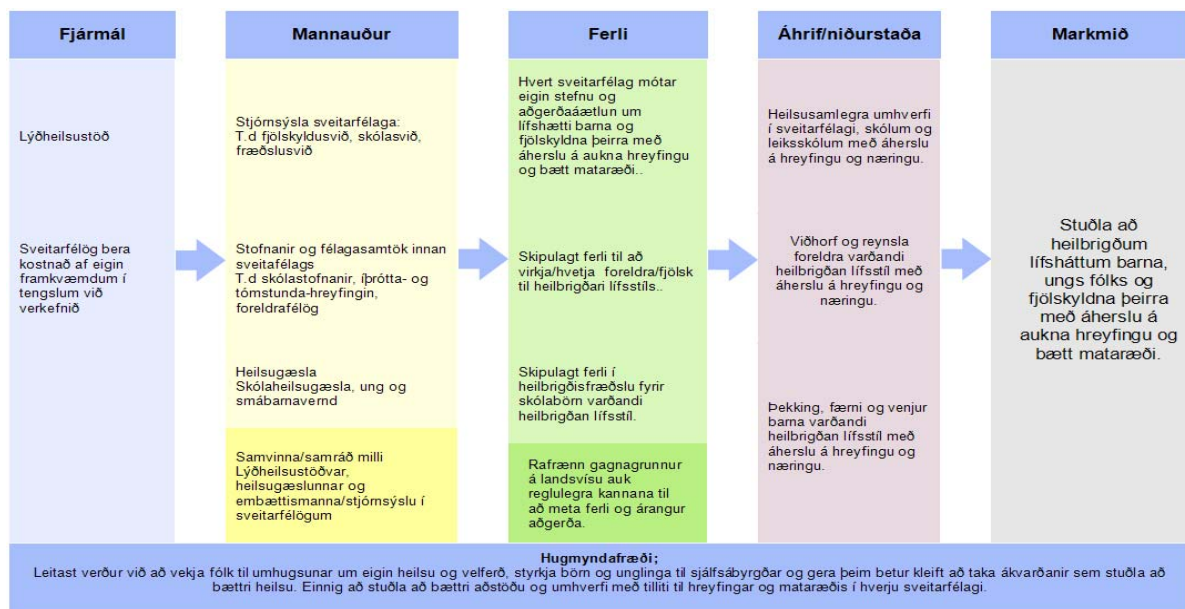 Fjármál
Lýðheilsustöð
Sveitarfélög bera
kostnað af eigin
framkvæmdum í
tengslum við
verkefnið
Mannauður
Stjórnsýsla sveitarfélaga:
T.d fjölskyldusvið, skólasvið,
fræðslusvið
Stofnanir og félagasamtök innan
sveitafélags
T.d skólastofnanir, íþrótta- og
tómstunda-hreyfingin,
foreldrafélög
Heilsugæsla
Skólaheilsugæsla, ung og
smábarnavernd
Samvinna/samráð milli
Lýðheilsustöðvar,
heilsugæslunnar og
embættismanna/stjórnsýslu í
sveitarfélögum
Ferli
Hvert sveitarfélag mótar
eigin stefnu og
aðgerðaáætlun um
lífshætti barna og
fjölskyldna þeirra með
áherslu á aukna hreyfingu
og bætt mataræði..
Skipulagt ferli til að
virkja/hvetja foreldra/fjölsk
til heilbrigðari lífsstíls..
Skipulagt ferli í
heilbrigðisfræðslu fyrir
skólabörn varðandi
heilbrigðan lífsstíl.
Rafrænn gagnagrunnur
á landsvísu auk
reglulegra kannana til
að meta ferli og árangur
aðgerða.
Áhrif/niðurstaða
Heilsusamlegra umhverfi
í sveitarfélagi, skólum og
leiksskólum með áherslu
á hreyfingu og næringu.
Viðhorf og reynsla
foreldra varðandi
heilbrigðan lífsstíl með
áherslu á hreyfingu og
næringu.
Þekking, færni og venjur
barna varðandi
heilbrigðan lífsstíl með
áherslu á hreyfingu og
næringu.
Markmið
Stuðla að
heilbrigðum
lífsháttum barna,
ungs fólks og
fjölskyldna þeirra
með áherslu á
aukna hreyfingu og
bætt mataræði.
Hugmyndafræði;
Leitast verður við að vekja fólk til umhugsunar um eigin heilsu og velferð, styrkja börn og unglinga til sjálfsábyrgðar og gera þeim betur kleift að taka ákvarðanir sem stuðla að
bættri heilsu. Einnig að stuðla að bættri aðstöðu og umhverfi með tilliti til hreyfingar og mataræðis í hverju sveitarfélagi.